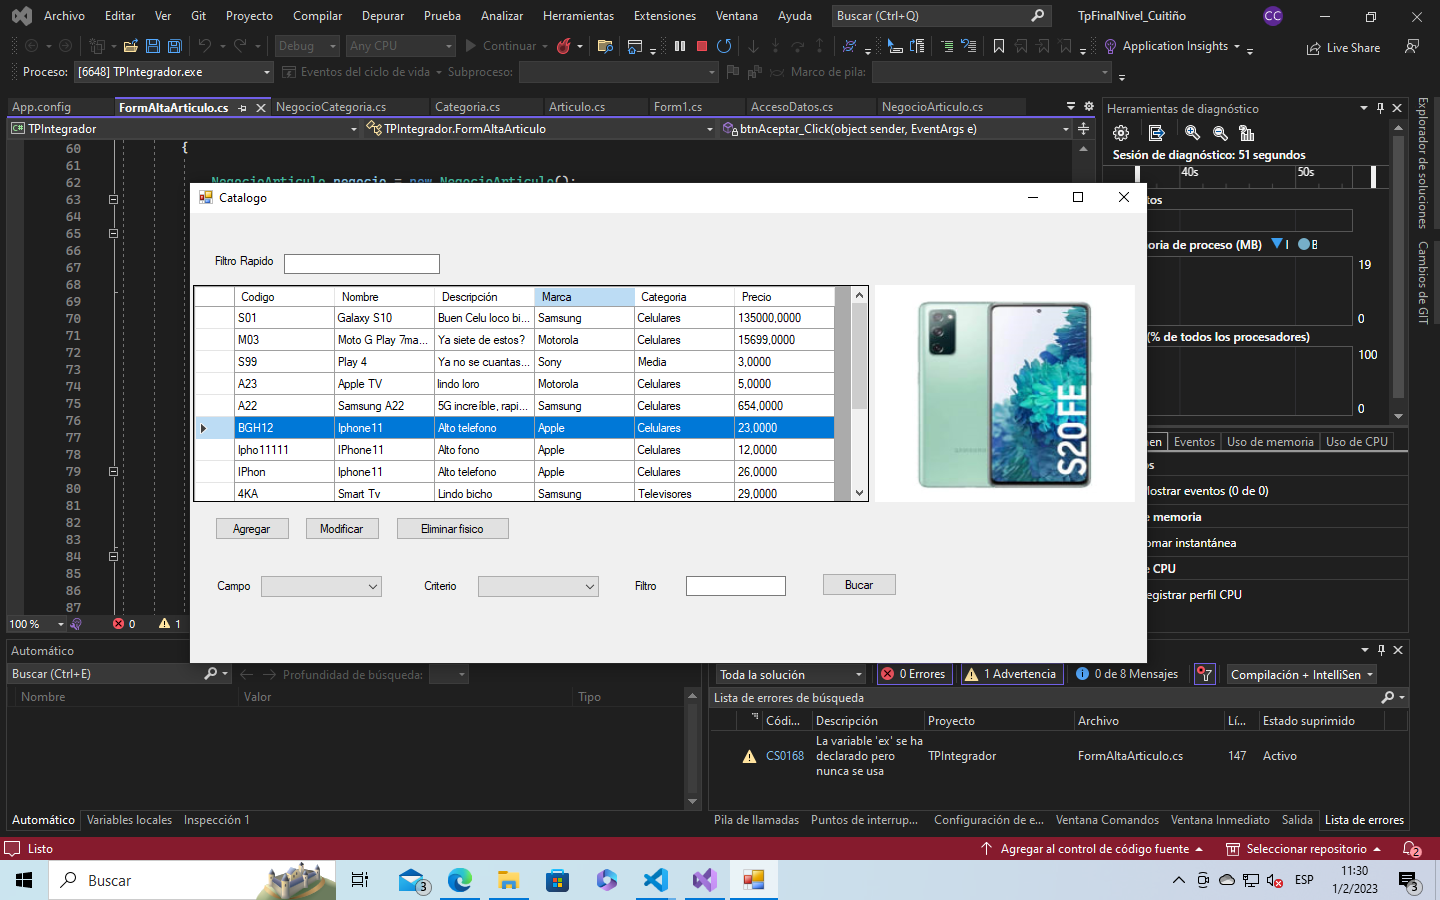 Archivo Editar Ver Git Proyecto Compilar Depurar Prueba Analizar Herramientas Extensiones Ventana Ayuda Buscar (Ctrl+Q) TpFinalNivel_Cuitiño CC
Debug Any CPU Continuar Application Insights Live Share
Proceso: [6648] TPIntegrador.exe Eventos del ciclo de vida Subproceso: Marco de pila:
App.config FormAltaArticulo.cs NegocioCategoria.cs Categoria.cs Articulo.cs Form1.cs AccesoDatos.cs NegocioArticulo.cs
TPIntegrador TPIntegrador.FormAltaArticulo btnAceptar_Click(object sender, EventArgs e)
60 {
61
62 NegocioArticulo negocio = new NegocioArticulo();
63
64
65
66
67
68
69
70
71
72
73
74
75
76
77
78
79
80
81
82
83
84
85
86
87
100 % 0 1
Catalogo
Filtro Rapido
Codigo Nombre Descripción Marca Categoria Precio
S01 Galaxy S10 Buen Celu loco bi... Samsung Celulares 135000,0000
M03 Moto G Play 7ma... Ya siete de estos? Motorola Celulares 15699,0000
S99 Play 4 Ya no se cuantas... Sony Media 3,0000
A23 Apple TV lindo loro Motorola Celulares 5,0000
A22 Samsung A22 5G increíble, rapi... Samsung Celulares 654,0000
BGH12 Iphone11 Alto telefono Apple Celulares 23,0000
Ipho11111 IPhone11 Alto fono Apple Celulares 12,0000
IPhon Iphone11 Alto telefono Apple Celulares 26,0000
4KA Smart Tv Lindo bicho Samsung Televisores 29,0000
SAMSUNG
S20 FE
Agregar Modificar Eliminar fisico
Campo Criterio Filtro Bucar
Herramientas de diagnóstico
Sesión de diagnóstico: 51 segundos
40s 50s
tos
oria de proceso (MB) I B
19
0
(% de todos los procesadores)
100
0
en Eventos Uso de memoria Uso de CPU
os
ostrar eventos (0 de 0)
e memoria
omar instantánea
e CPU
egistrar perfil CPU
Explorador de soluciones
Cambios de GIT
Automático
Buscar (Ctrl+E) Profundidad de búsqueda:
Nombre Valor Tipo
Automático Variables locales Inspección 1
Toda la solución 0 Errores 1 Advertencia 0 de 8 Mensajes Compilación + IntelliSen
Lista de errores de búsqueda
Códi... Descripción Proyecto Archivo Lí... Estado suprimido
CS0168 La variable 'ex' se ha declarado pero nunca se usa TPIntegrador FormAltaArticulo.cs 147 Activo
Pila de llamadas Puntos de interrup... Configuración de e... Ventana Comandos Ventana Inmediato Salida Lista de errores
Listo Agregar al control de código fuente Seleccionar repositorio 2
Buscar 3 ESP 11:30
1/2/2023 3